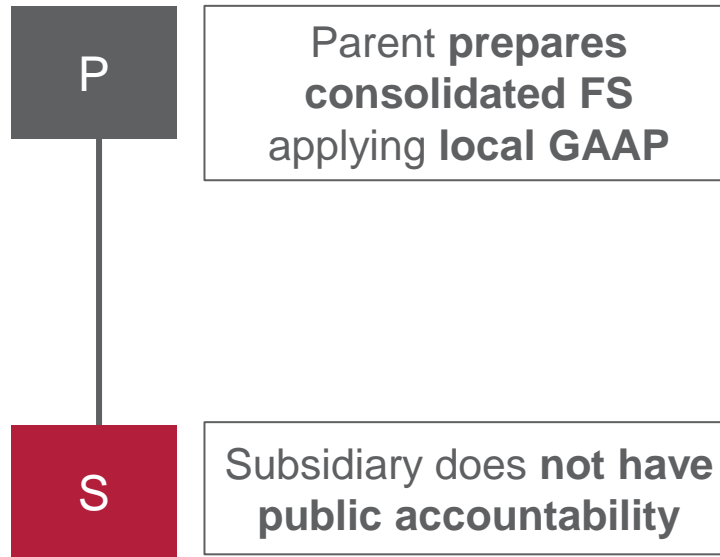 P
Parent prepares
consolidated FS
applying local GAAP
S
Subsidiary does not have
public accountability